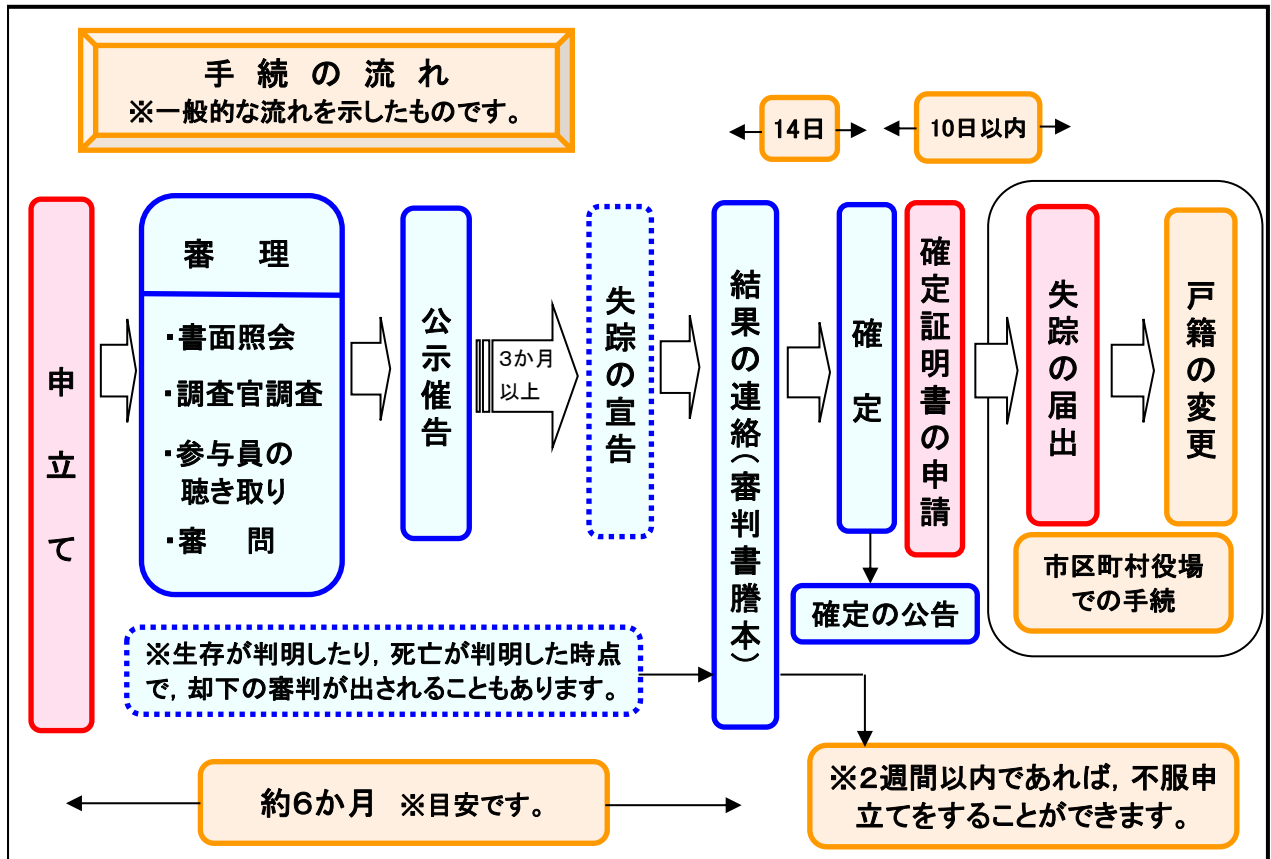 手続の流れ
※一般的な流れを示したものです。
14日
10日以内
申立て
審理
・書面照会
・調査官調査
・参与員の
聴き取り
・審問
公示催告
3か月
以上
失踪の宣告
結果の連絡(審判書謄本)
確定
確定証明書の申請
失踪の届出
戸籍の変更
市区町村役場
での手続
確定の公告
※生存が判明したり,死亡が判明した時点
で,却下の審判が出されることもあります。
約6か月 ※目安です。
※2週間以内であれば,不服申
立てをすることができます。